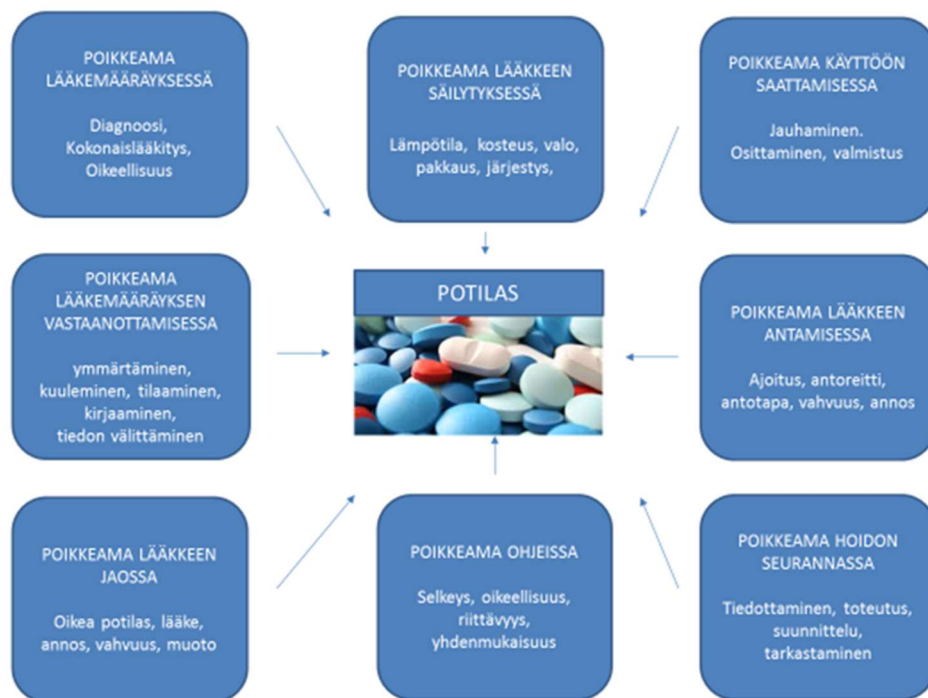 POIKKEAMA
LÄÄKEMÄÄRÄYKSESSÄ
Diagnoosi,
Kokonaislääkitys,
Oikeellisuus
POIKKEAMA LÄÄKKEEN
SÄILYTYKSESSÄ
Lämpötila, kosteus, valo,
pakkaus, järjestys,
POIKKEAMA KÄYTTÖÖN
SAATTAMISESSA
Jauhaminen.
Osittaminen, valmistus
POIKKEAMA
LÄÄKEMÄÄRÄYKSEN
VASTAANOTTAMISESSA
ymmärtäminen,
kuuleminen, tilaaminen,
kirjaaminen,
tiedon välittäminen
POTILAS
POIKKEAMA LÄÄKKEEN
ANTAMISESSA
Ajoitus, antoreitti,
antotapa, vahvuus, annos
POIKKEAMA LÄÄKKEEN
JAOSSA
Oikea potilas, lääke,
annos, vahvuus, muoto
POIKKEAMA OHJEISSA
Selkeys, oikeellisuus,
riittävyys,
yhdenmukaisuus
POIKKEAMA HOIDON
SEURANNASSA
Tiedottaminen, toteutus,
suunnittelu,
tarkastaminen